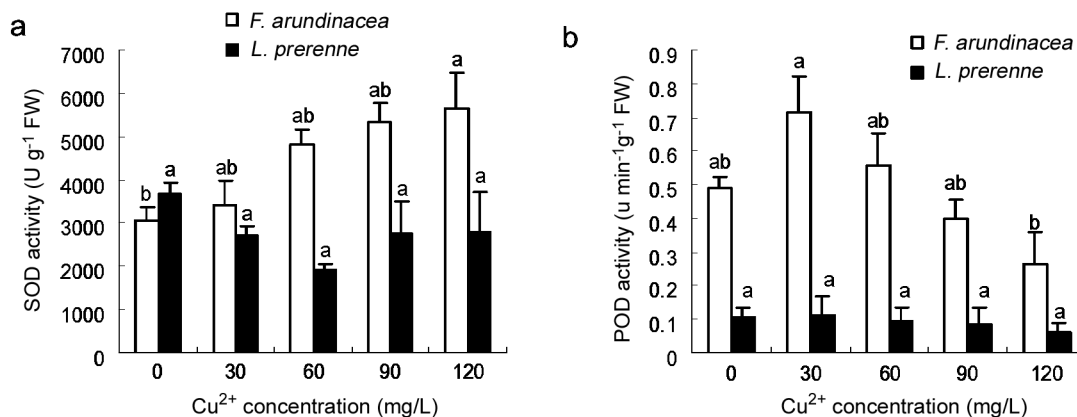 a
F. arundinacea
L. prerenne
SOD activity (U g⁻¹ FW)
7000
6000
5000
4000
3000
2000
1000
0
b a ab a ab a ab a a a
0 30 60 90 120
Cu²⁺ concentration (mg/L)
b
F. arundinacea
L. prerenne
POD activity (u min⁻¹g⁻¹ FW)
0.9
0.8
0.7
0.6
0.5
0.4
0.3
0.2
0.1
0
ab a a a ab a ab a b a
0 30 60 90 120
Cu²⁺ concentration (mg/L)